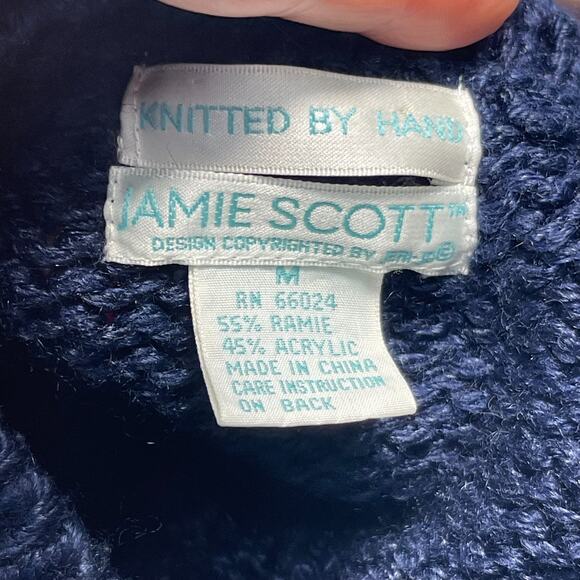 KNITTED BY HAND
JAMIE SCOTT™
DESIGN COPYRIGHTED BY ©
M
RN 66024
55% RAMIE
45% ACRYLIC
MADE IN CHINA
CARE INSTRUCTION
ON BACK